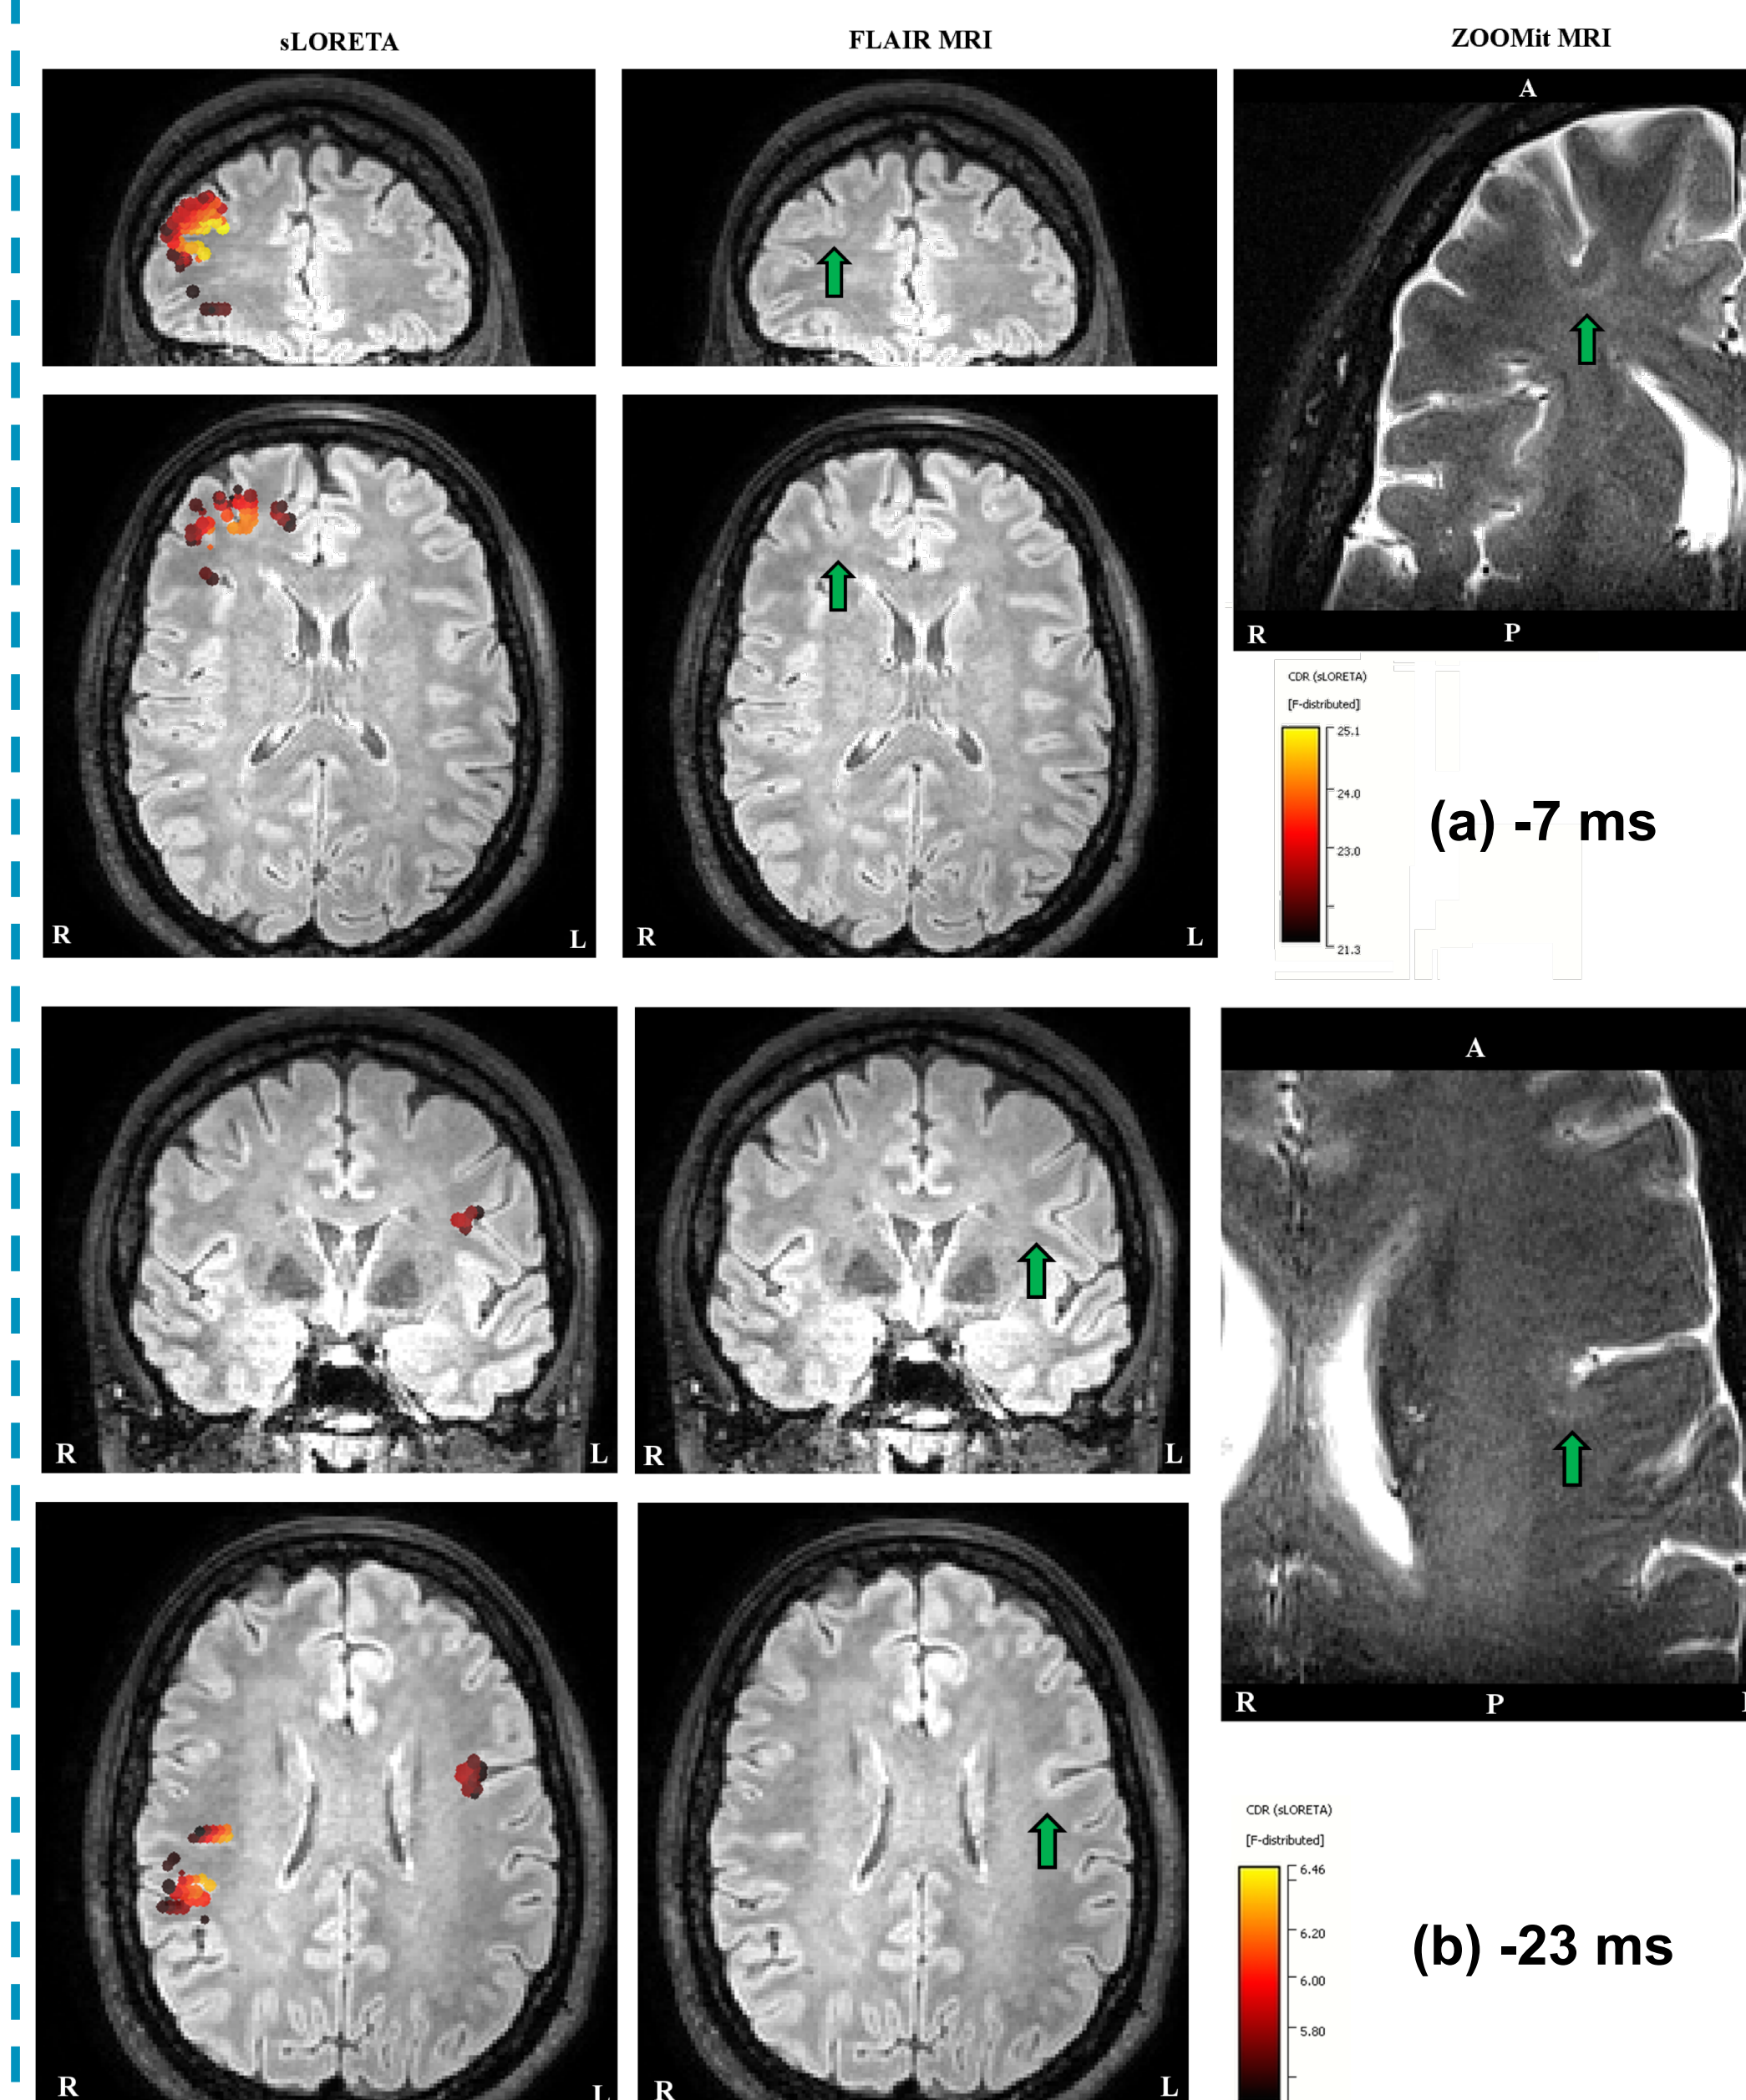 sLORETA
FLAIR MRI
ZOOMit MRI
A
R
P
R
L
R
L
CDR (sLORETA)
[F-distributed]
25.1
24.0
23.0
21.3
(a) -7 ms
R
L
R
L
A
R
P
R
L
R
L
CDR (sLORETA)
[F-distributed]
6.46
6.20
6.00
5.80
(b) -23 ms